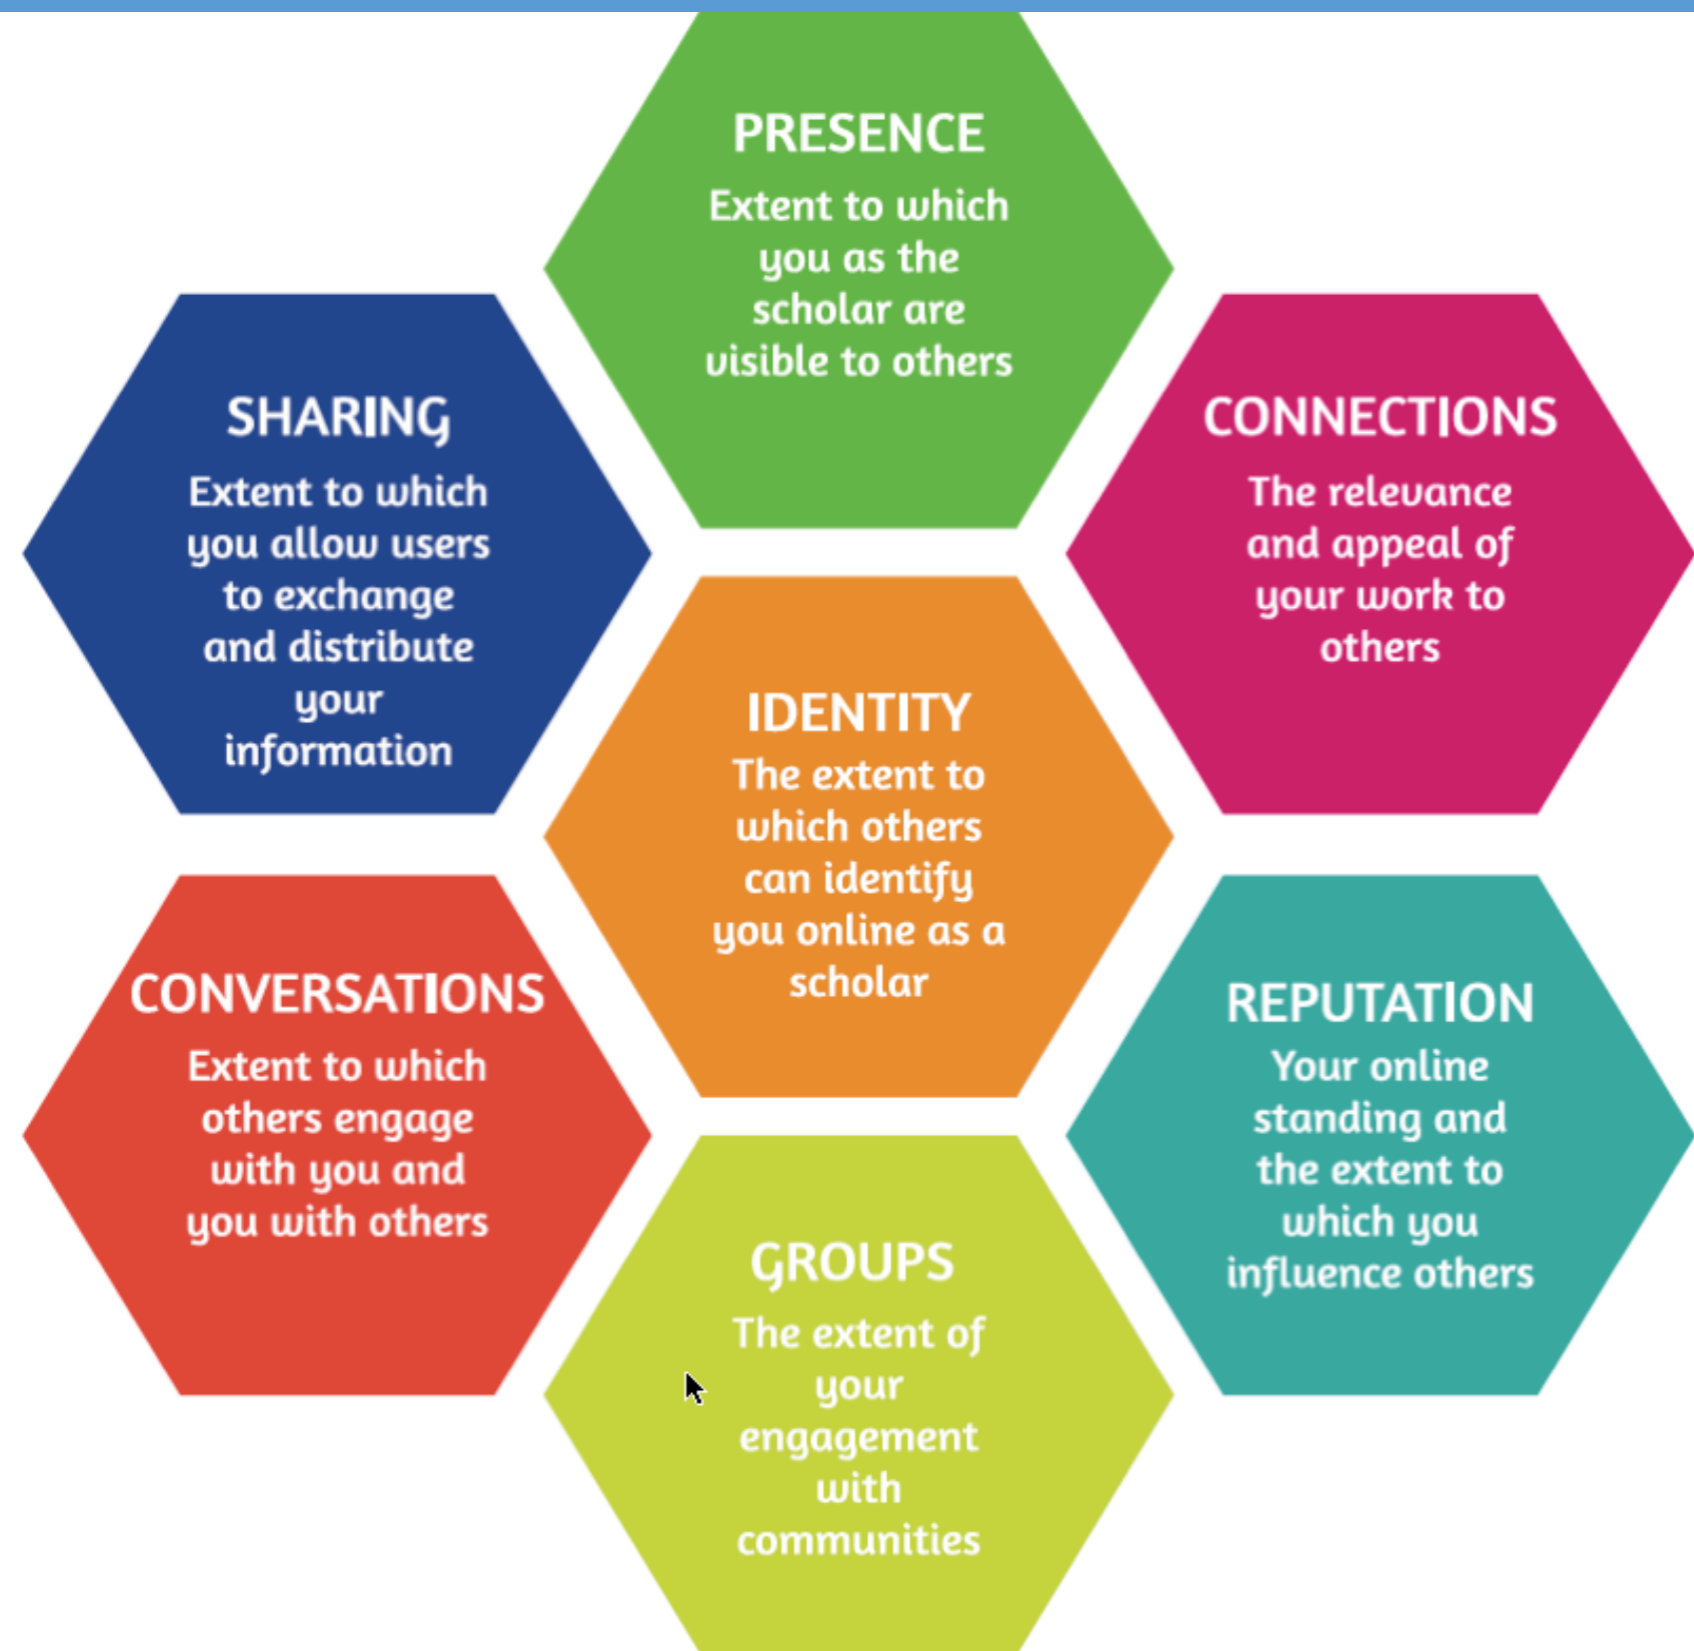 PRESENCE
Extent to which
you as the
scholar are
visible to others
SHARING
Extent to which
you allow users
to exchange
and distribute
your
information
CONNECTIONS
The relevance
and appeal of
your work to
others
IDENTITY
The extent to
which others
can identify
you online as a
scholar
CONVERSATIONS
Extent to which
others engage
with you and
you with others
REPUTATION
Your online
standing and
the extent to
which you
influence others
GROUPS
The extent of
your
engagement
with
communities